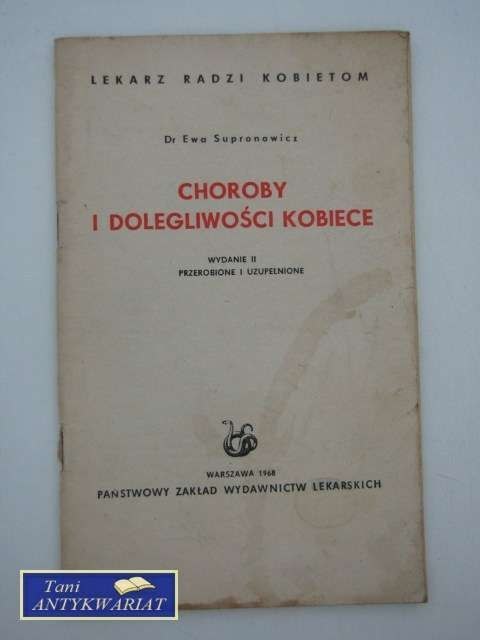 LEKARZ RADZI KOBIETOM
Dr Ewa Supronowicz
CHOROBY
I DOLEGLIWOŚCI KOBIECE
WYDANIE II
PRZEROBIONE I UZUPEŁNIONE
WARSZAWA 1968
PAŃSTWOWY ZAKŁAD WYDAWNICTW LEKARSKICH
Tani
ANTYKWARIAT